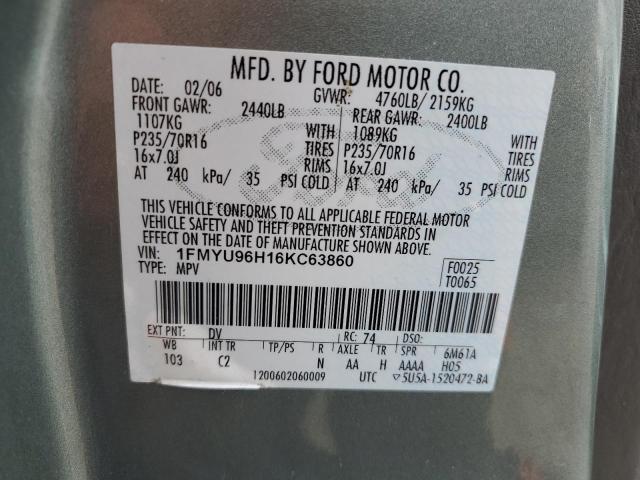 MFD. BY FORD MOTOR CO.
DATE: 02/06 GVWR: 4760LB/ 2159KG
FRONT GAWR: 2440LB REAR GAWR: 2400LB
1107KG WITH 1089KG WITH
P235/70R16 TIRES P235/70R16 TIRES
16x7.0J RIMS 16x7.0J RIMS
AT 240 kPa/ 35 PSI COLD AT 240 kPa/ 35 PSI COLD
THIS VEHICLE CONFORMS TO ALL APPLICABLE FEDERAL MOTOR
VEHICLE SAFETY AND THEFT PREVENTION STANDARDS IN
EFFECT ON THE DATE OF MANUFACTURE SHOWN ABOVE.
VIN: 1FMYU96H16KC63860 F0025
TYPE: MPV T0065
EXT PNT: DV RC: 74 DSO:
WB INT TR TP/PS R AXLE TR SPR 6M61A
103 C2 N AA H AAAA H05
1200602060009 UTC ▽5U5A-1520472-BA
Ford